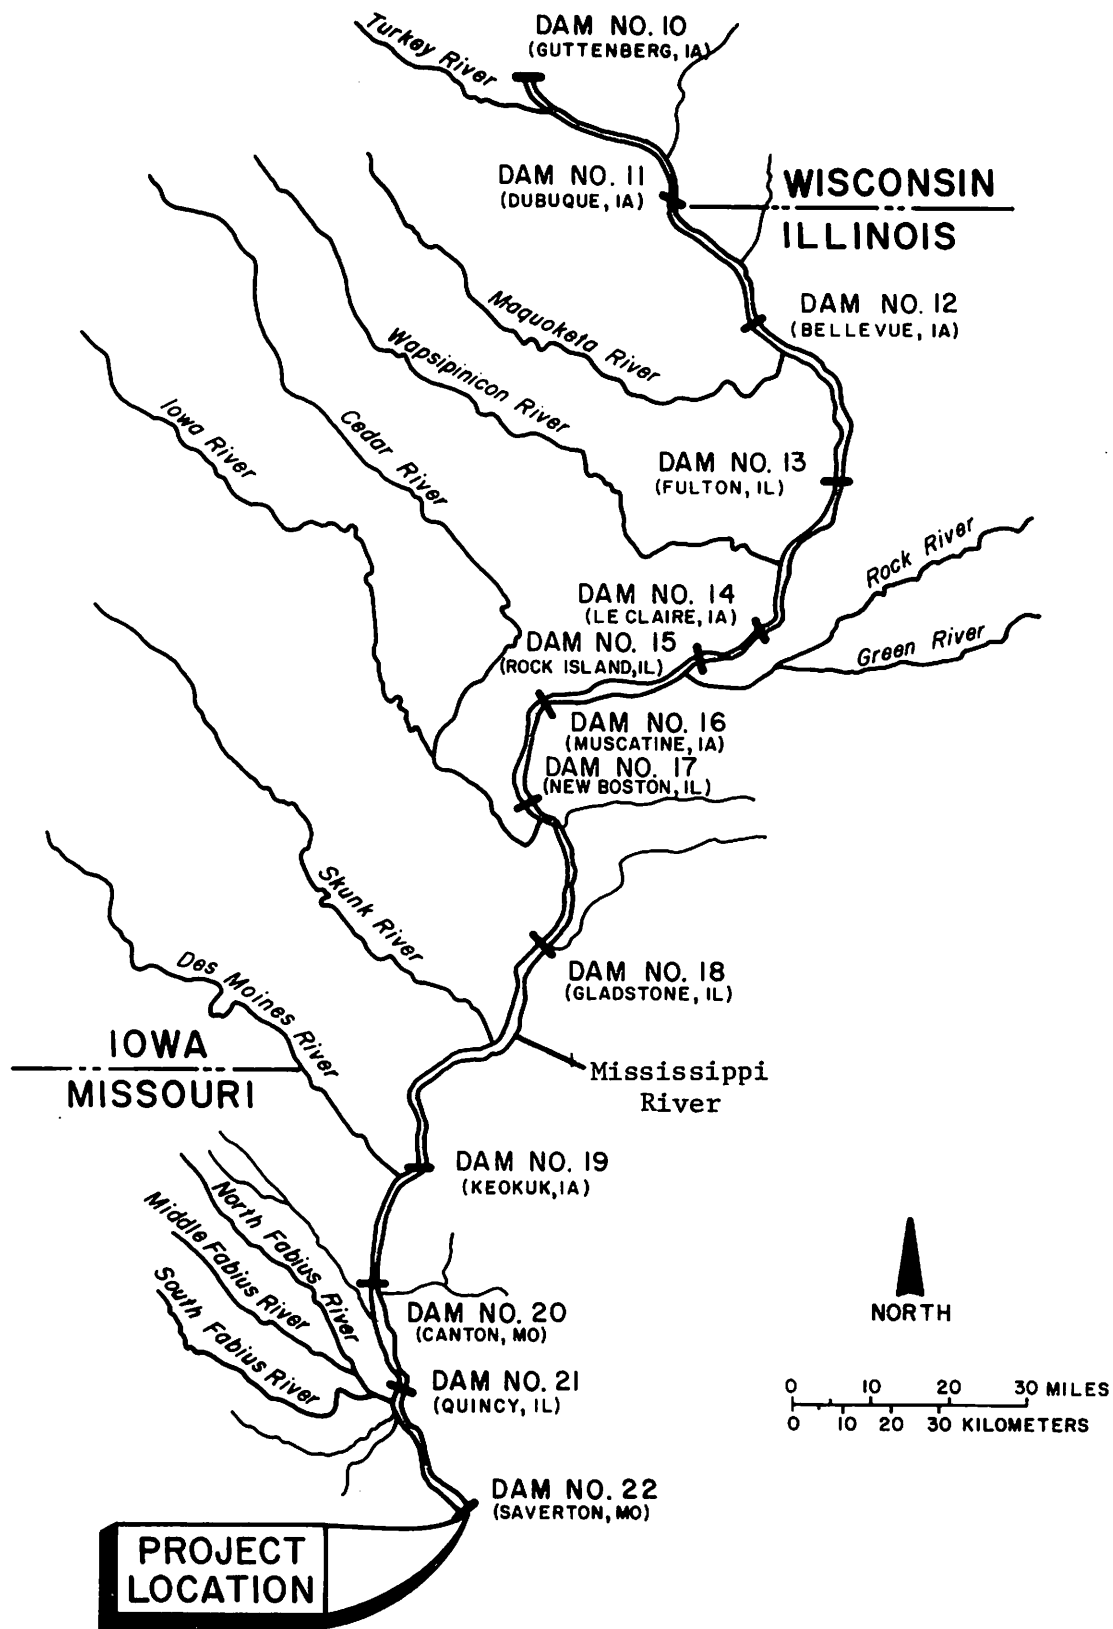 Turkey River
DAM NO. 10
(GUTTENBERG, IA)
DAM NO. 11
(DUBUQUE, IA)
WISCONSIN
ILLINOIS
DAM NO. 12
(BELLEVUE, IA)
Maquoketa River
Wapsipinicon River
Cedar River
Iowa River
DAM NO. 13
(FULTON, IL)
Rock River
Green River
DAM NO. 14
(LE CLAIRE, IA)
DAM NO. 15
(ROCK ISLAND, IL)
DAM NO. 16
(MUSCATINE, IA)
DAM NO. 17
(NEW BOSTON, IL)
Skunk River
Des Moines River
DAM NO. 18
(GLADSTONE, IL)
IOWA
MISSOURI
Mississippi
River
DAM NO. 19
(KEOKUK, IA)
North Fabius River
Middle Fabius River
South Fabius River
DAM NO. 20
(CANTON, MO)
NORTH
DAM NO. 21
(QUINCY, IL)
0 10 20 30 MILES
0 10 20 30 KILOMETERS
DAM NO. 22
(SAVERTON, MO)
PROJECT
LOCATION